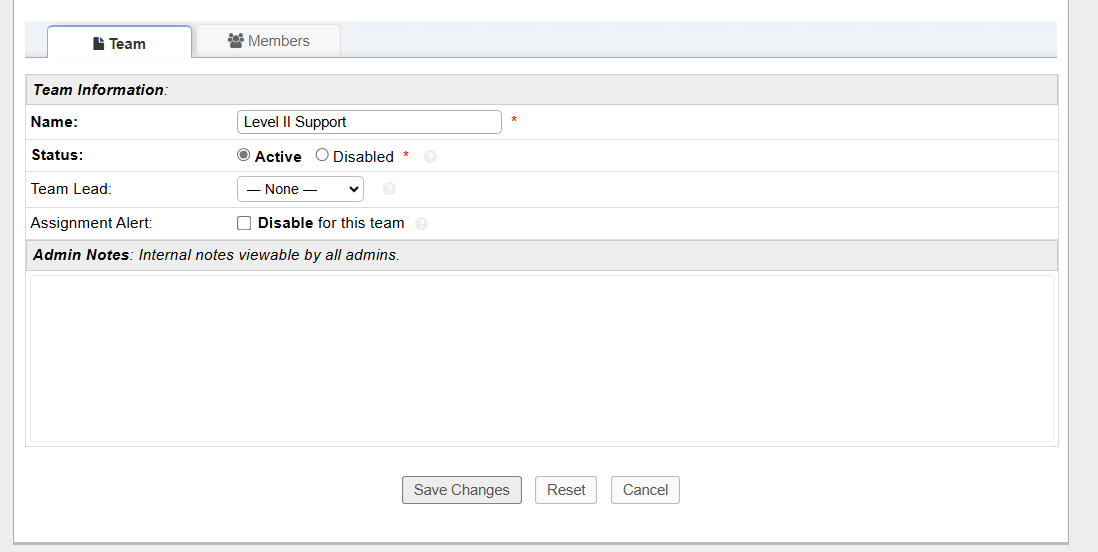 Team Members
Team Information:
Name: Level II Support *
Status: Active Disabled * ?
Team Lead: — None — ?
Assignment Alert: Disable for this team ?
Admin Notes: Internal notes viewable by all admins.
Save Changes Reset Cancel